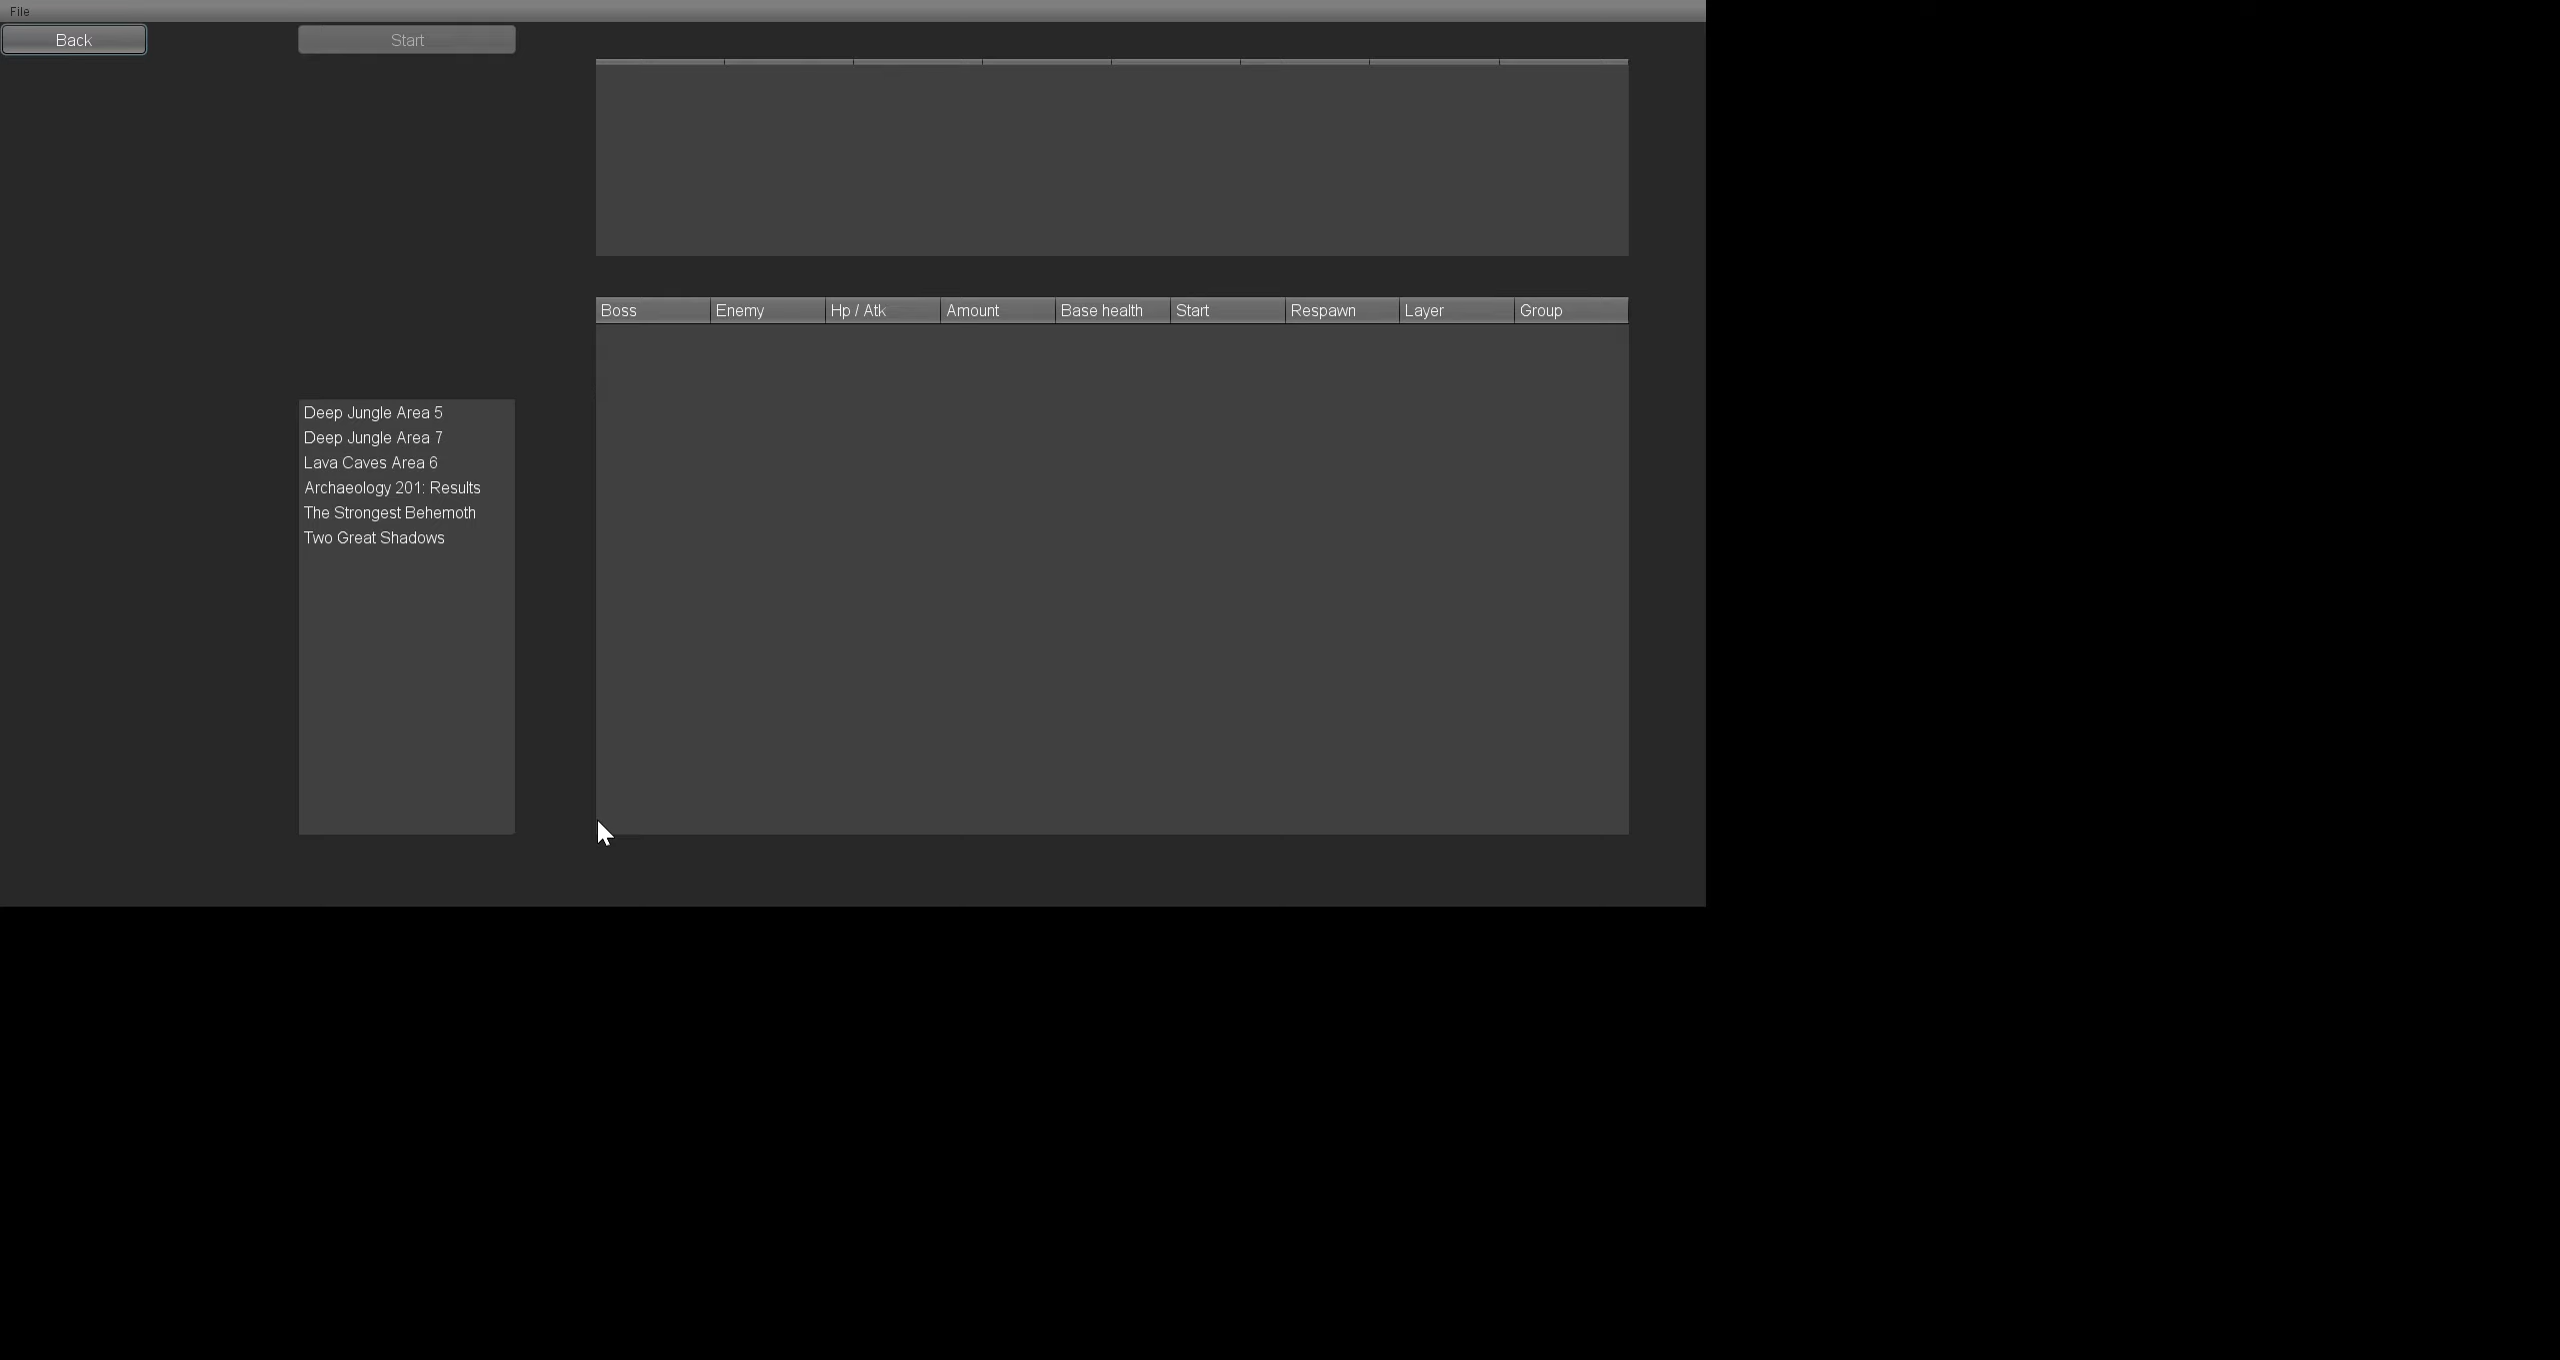 File
Back
Start
Boss
Enemy
Hp / Atk
Amount
Base health
Start
Respawn
Layer
Group
Deep Jungle Area 5
Deep Jungle Area 7
Lava Caves Area 6
Archaeology 201: Results
The Strongest Behemoth
Two Great Shadows